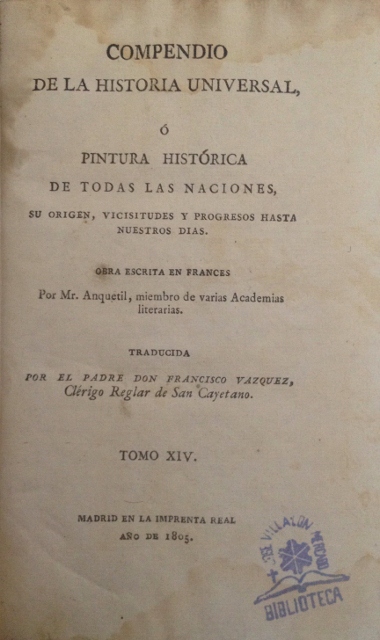 COMPENDIO
DE LA HISTORIA UNIVERSAL,
Ó
PINTURA HISTÓRICA
DE TODAS LAS NACIONES,
SU ORIGEN, VICISITUDES Y PROGRESOS HASTA
NUESTROS DIAS.
OBRA ESCRITA EN FRANCES
Por Mr. Anquetil, miembro de varias Academias
literarias.
TRADUCIDA
POR EL PADRE DON FRANCISCO VAZQUEZ,
Clérigo Reglar de San Cayetano.
TOMO XIV.
MADRID EN LA IMPRENTA REAL
AÑO DE 1805.
VILLALON
BIBLIOTECA